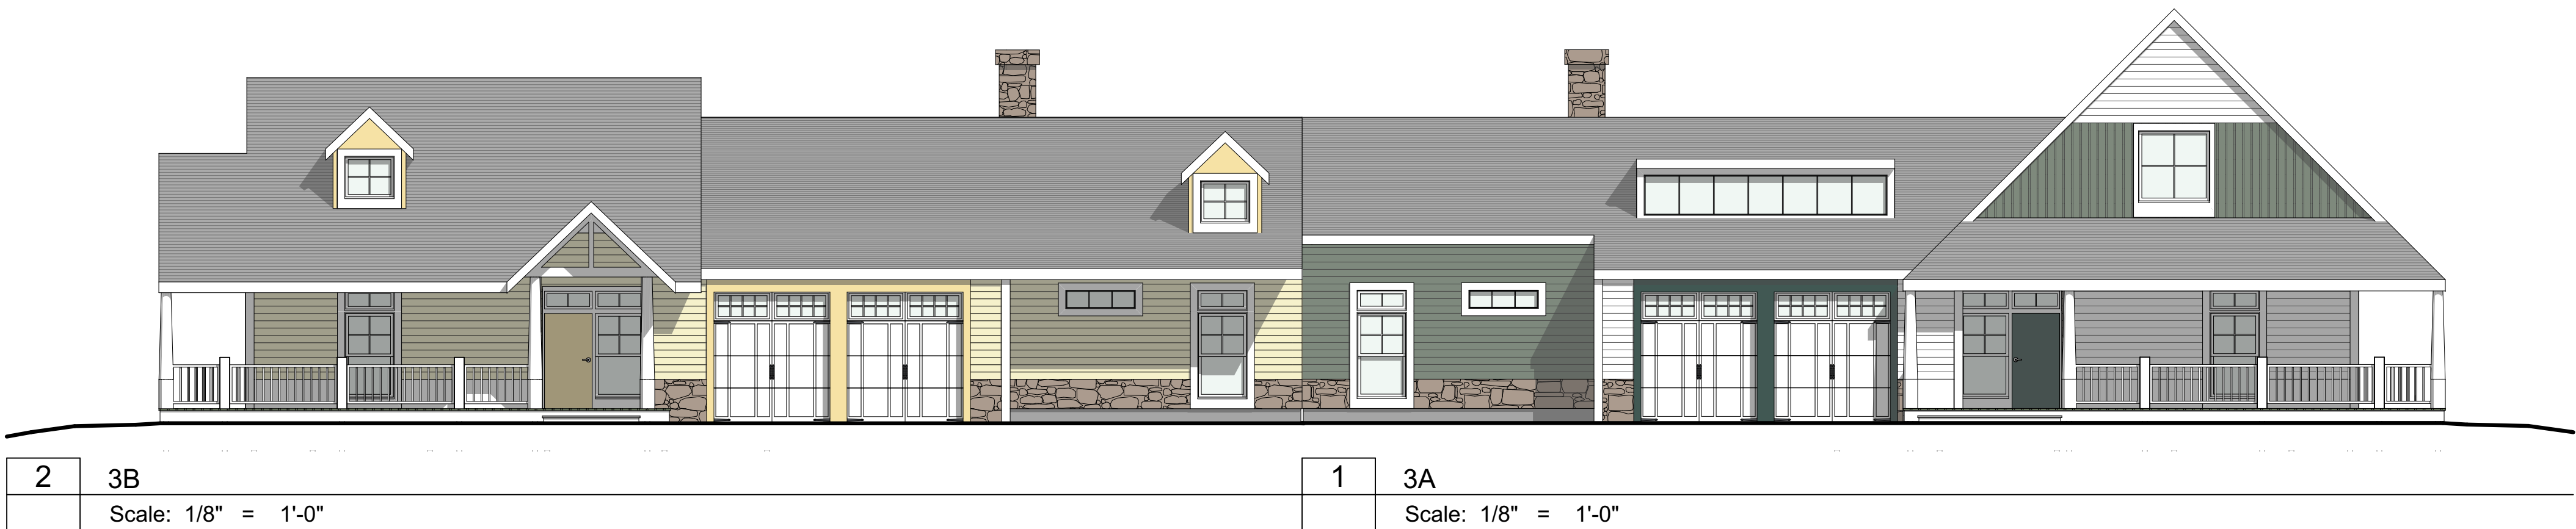 2
3B
Scale: 1/8" = 1'-0"
1
3A
Scale: 1/8" = 1'-0"